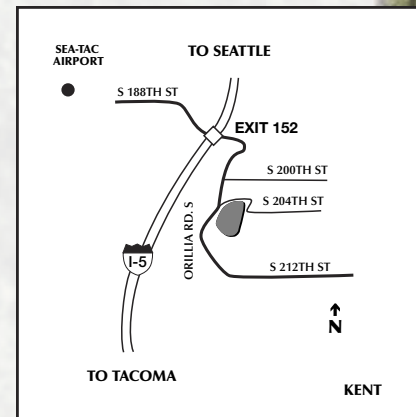 SEA-TAC
AIRPORT
TO SEATTLE
S 188TH ST
EXIT 152
S 200TH ST
S 204TH ST
ORILLIA RD. S
I-5
S 212TH ST
N
TO TACOMA
KENT